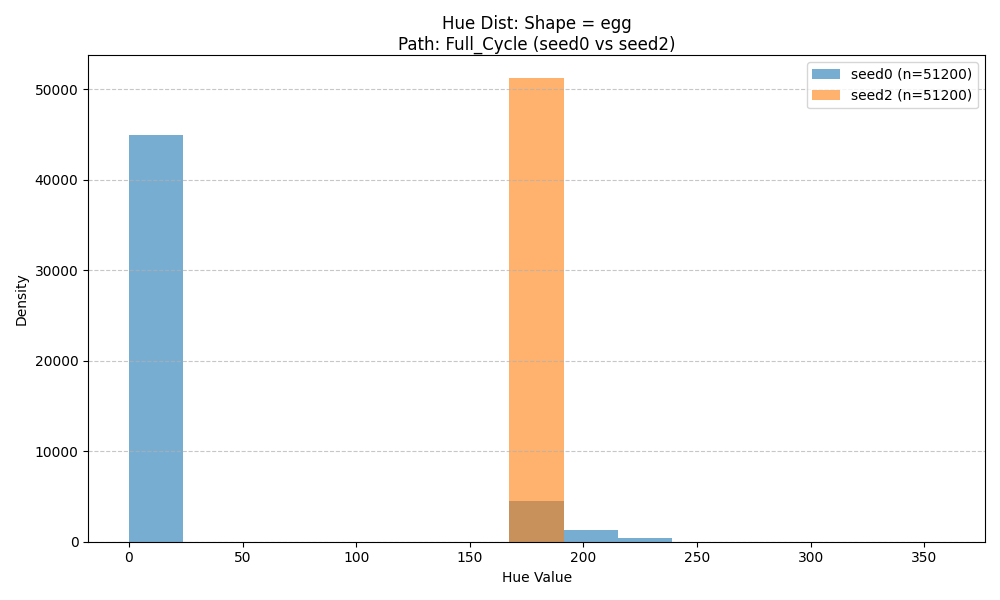 Hue Dist: Shape = egg
Path: Full_Cycle (seed0 vs seed2)
seed0 (n=51200)
seed2 (n=51200)
Density
50000
40000
30000
20000
10000
0
0 50 100 150 200 250 300 350
Hue Value